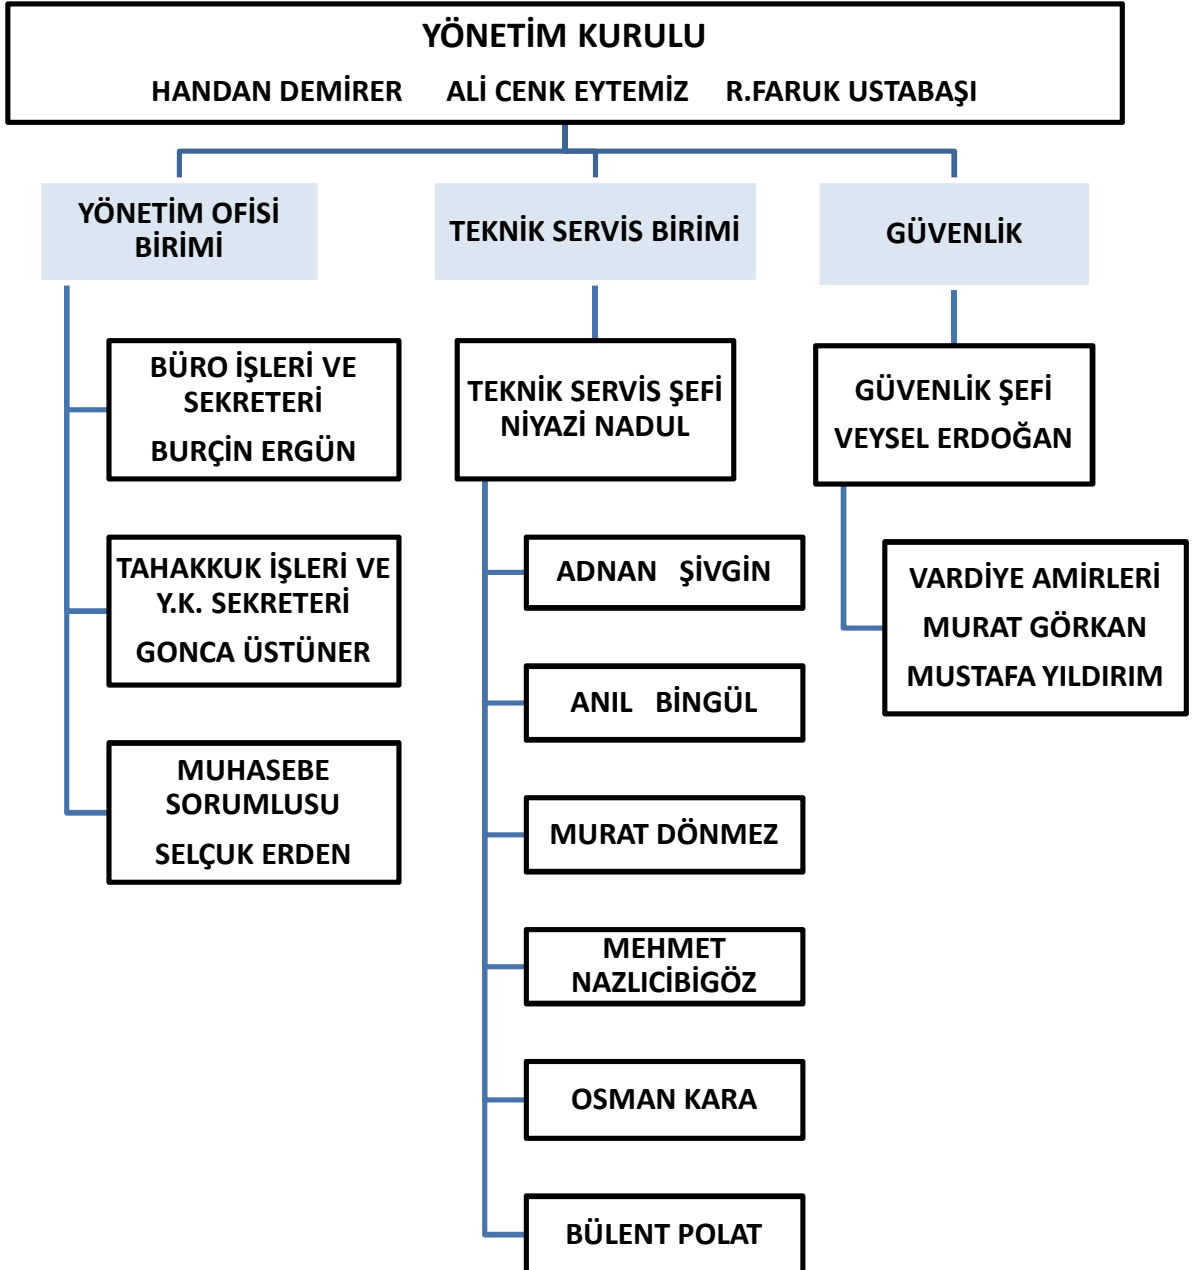 YÖNETİM KURULU
HANDAN DEMİRER ALİ CENK EYTEMİZ R.FARUK USTABAŞI
YÖNETİM OFİSİ
BİRİMİ
BÜRO İŞLERİ VE
SEKRETERİ
BURÇİN ERGÜN
TAHAKKUK İŞLERİ VE
Y.K. SEKRETERİ
GONCA ÜSTÜNER
MUHASEBE
SORUMLUSU
SELÇUK ERDEN
TEKNİK SERVİS BİRİMİ
TEKNİK SERVİS ŞEFİ
NİYAZİ NADUL
ADNAN ŞİVGİN
ANIL BİNGÜL
MURAT DÖNMEZ
MEHMET
NAZLICİBİGÖZ
OSMAN KARA
BÜLENT POLAT
GÜVENLİK
GÜVENLİK ŞEFİ
VEYSEL ERDOĞAN
VARDİYE AMİRLERİ
MURAT GÖRKAN
MUSTAFA YILDIRIM